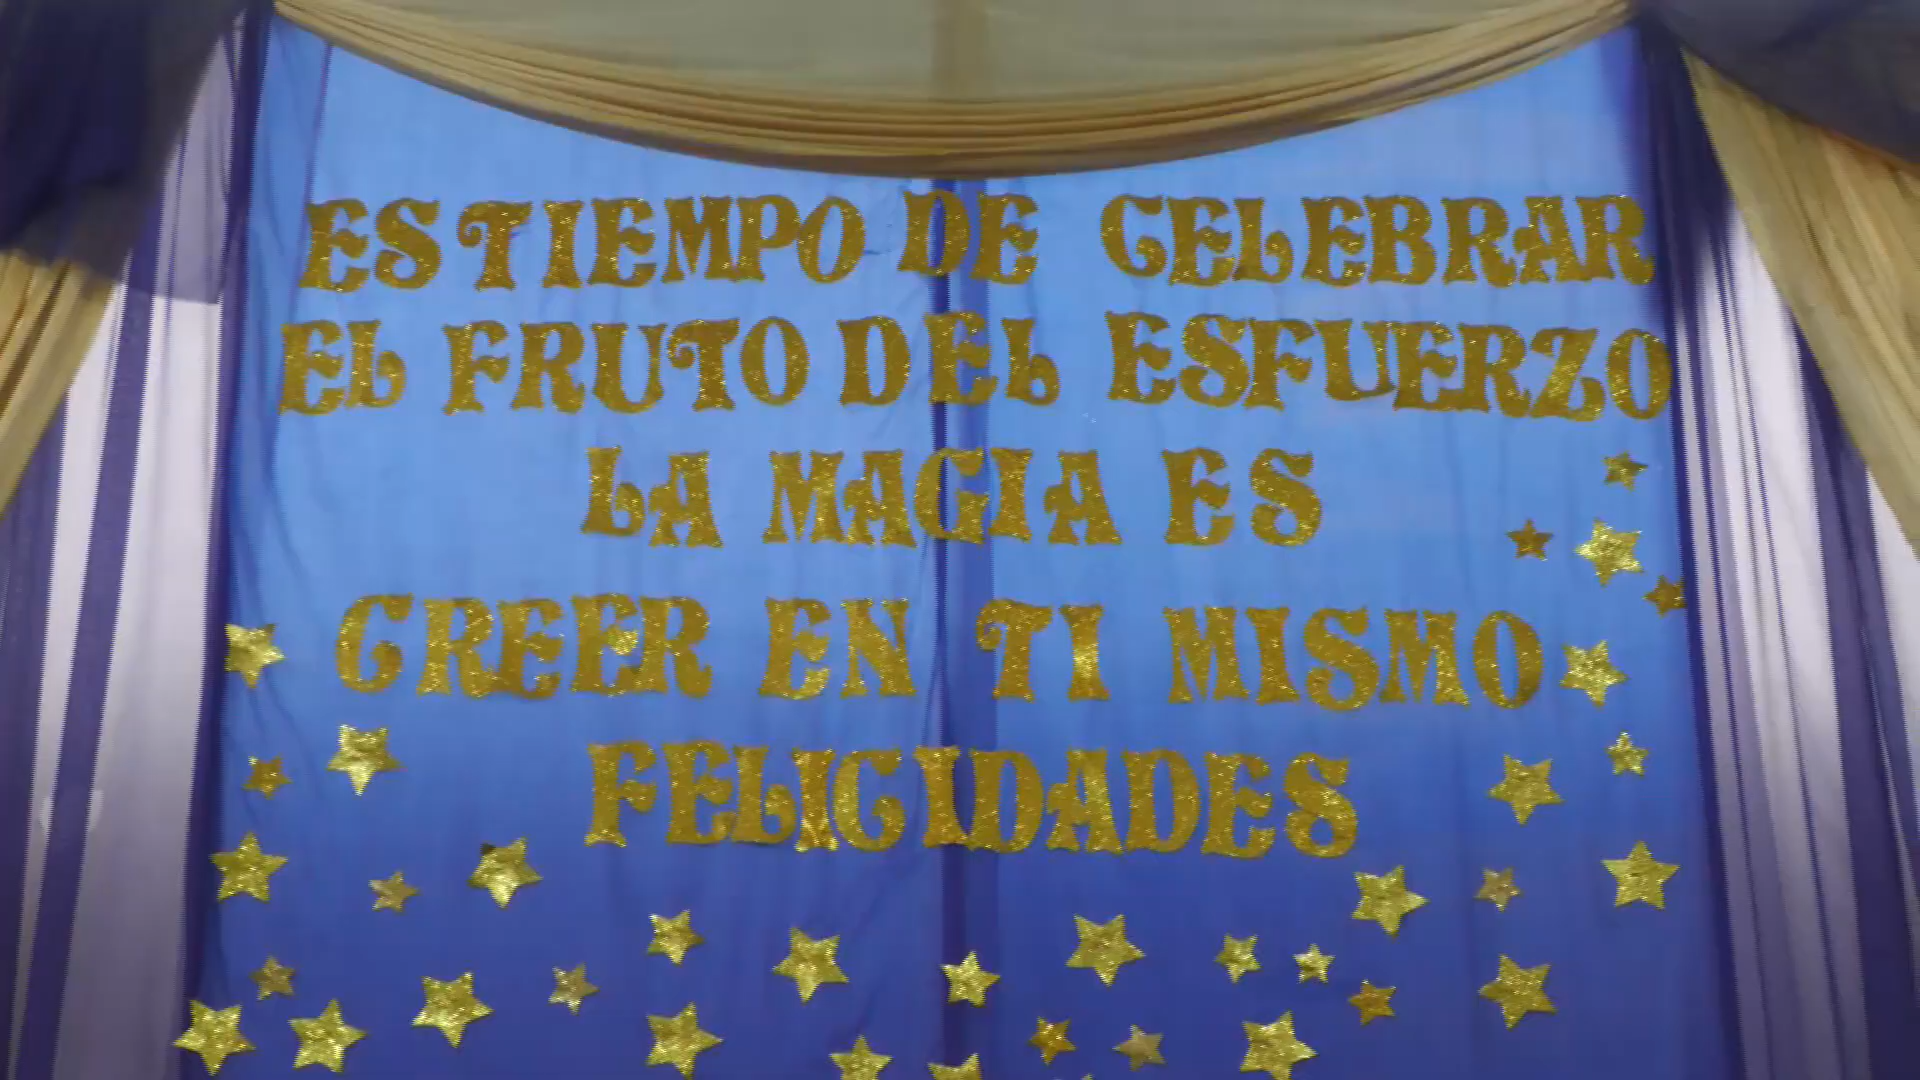 ES TIEMPO DE CELEBRAR
EL FRUTO DEL ESFUERZO
LA MAGIA ES
CREER EN TI MISMO
FELICIDADES